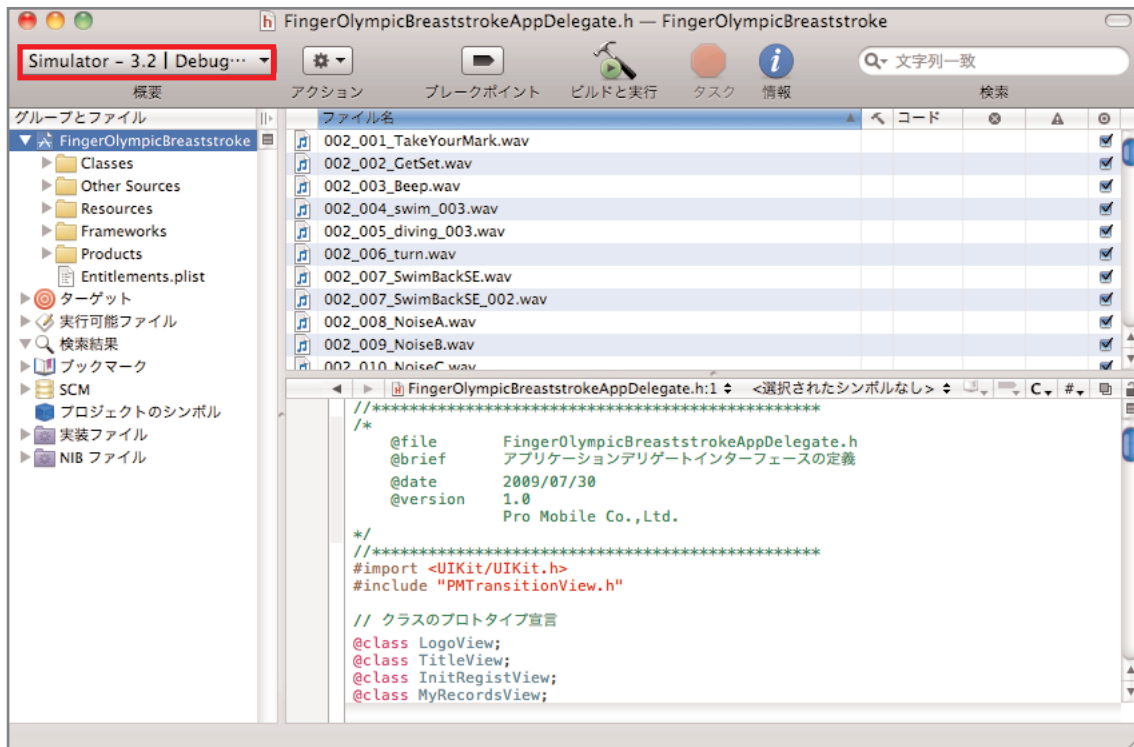 FingerOlympicBreaststrokeAppDelegate.h — FingerOlympicBreaststroke
Simulator – 3.2 | Debug…
文字列一致
概要 アクション ブレークポイント ビルドと実行 タスク 情報 検索
グループとファイル
FingerOlympicBreaststroke
Classes
Other Sources
Resources
Frameworks
Products
Entitlements.plist
ターゲット
実行可能ファイル
検索結果
ブックマーク
SCM
プロジェクトのシンボル
実装ファイル
NIB ファイル
ファイル名 コード
002_001_TakeYourMark.wav
002_002_GetSet.wav
002_003_Beep.wav
002_004_swim_003.wav
002_005_diving_003.wav
002_006_turn.wav
002_007_SwimBackSE.wav
002_007_SwimBackSE_002.wav
002_008_NoiseA.wav
002_009_NoiseB.wav
002_010_NoiseC.wav
FingerOlympicBreaststrokeAppDelegate.h:1 <選択されたシンボルなし> C #
//************************************************
/*
@file FingerOlympicBreaststrokeAppDelegate.h
@brief アプリケーションデリゲートインターフェースの定義
@date 2009/07/30
@version 1.0
Pro Mobile Co.,Ltd.
*/
//************************************************
#import <UIKit/UIKit.h>
#include "PMTransitionView.h"
// クラスのプロトタイプ宣言
@class LogoView;
@class TitleView;
@class InitRegistView;
@class MyRecordsView;